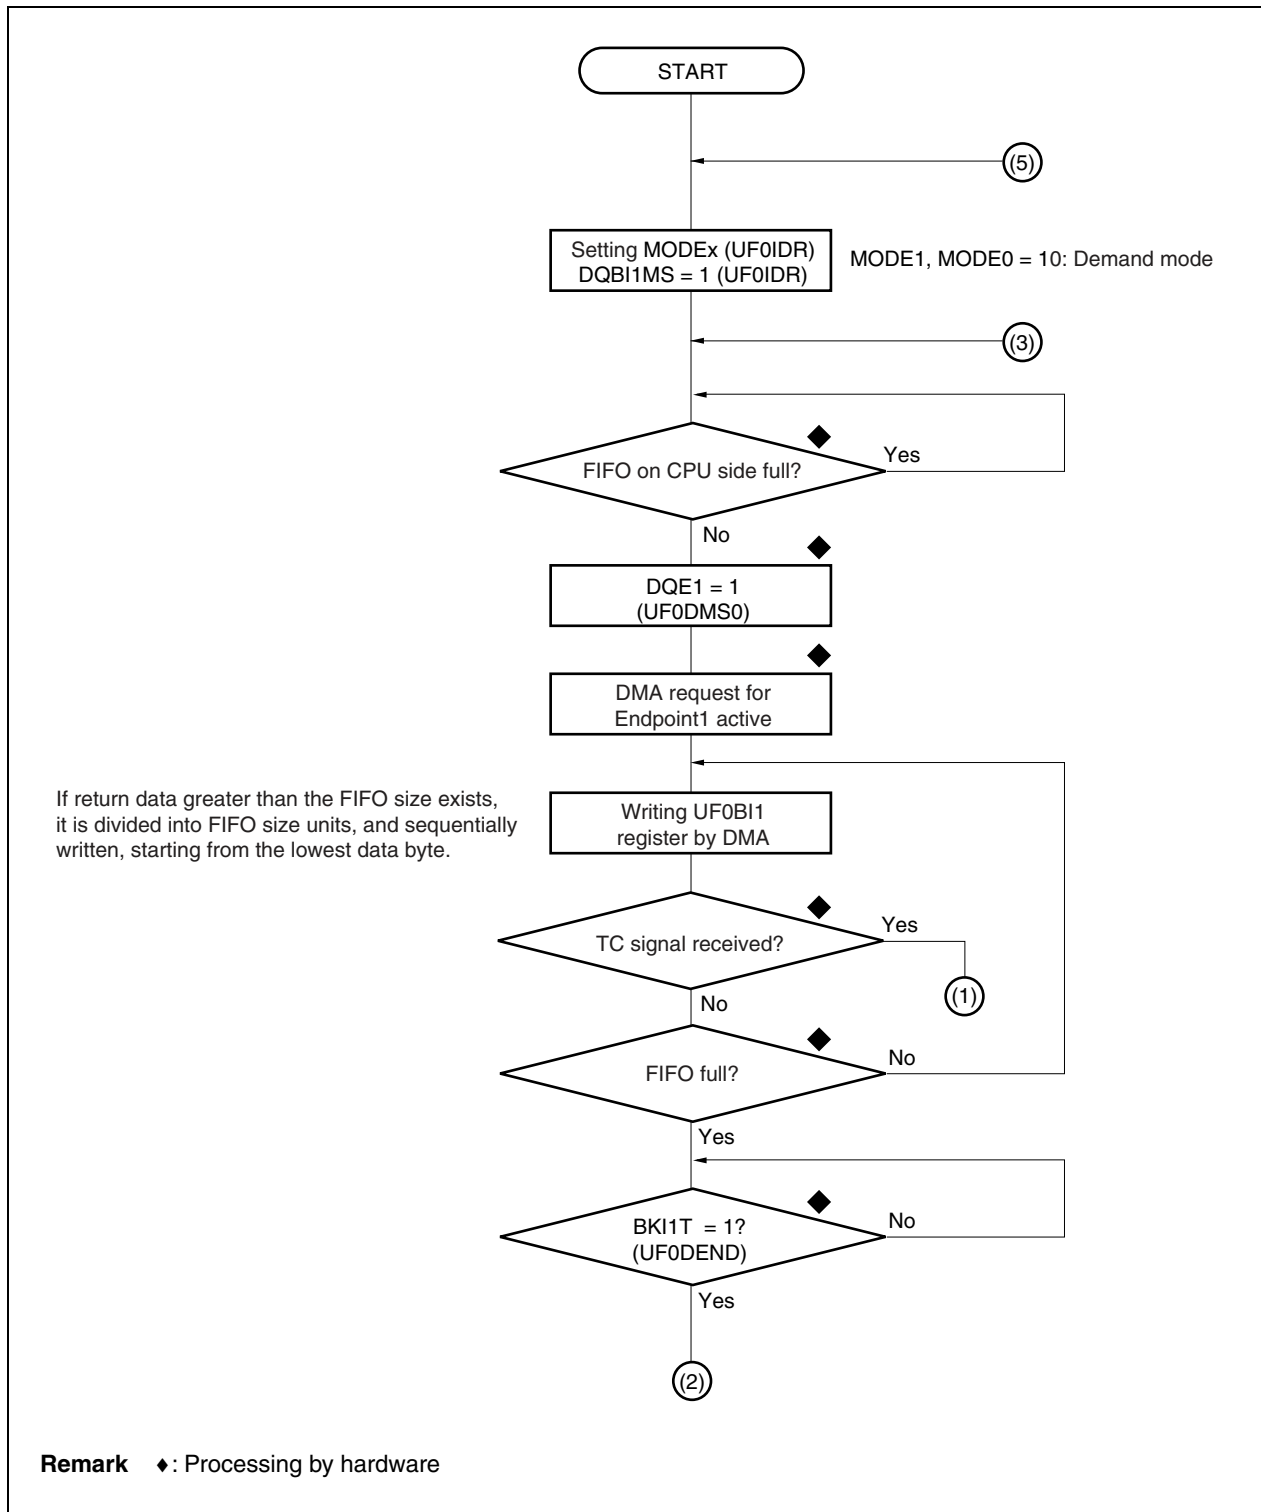 START
(5)
Setting MODEx (UF0IDR)
DQBI1MS = 1 (UF0IDR)
MODE1, MODE0 = 10: Demand mode
(3)
FIFO on CPU side full?
Yes
No
DQE1 = 1
(UF0DMS0)
DMA request for
Endpoint1 active
If return data greater than the FIFO size exists,
it is divided into FIFO size units, and sequentially
written, starting from the lowest data byte.
Writing UF0BI1
register by DMA
TC signal received?
Yes
(1)
No
FIFO full?
No
Yes
BKI1T = 1?
(UF0DEND)
No
Yes
(2)
Remark ♦: Processing by hardware